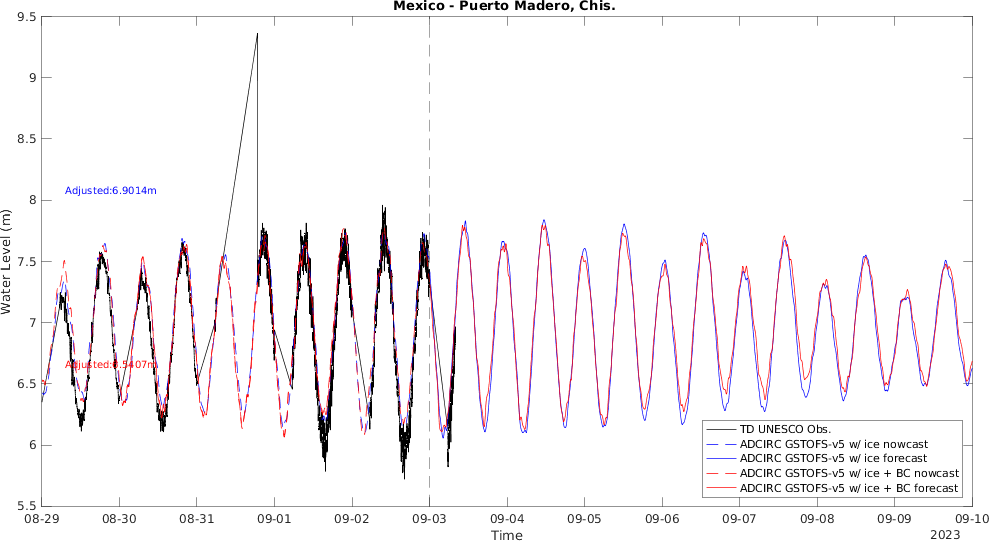 Mexico - Puerto Madero, Chis.
9.5
9
8.5
8
7.5
7
6.5
6
5.5
Water Level (m)
Adjusted:6.9014m
TD UNESCO Obs.
ADCIRC GSTOFS-v5 w/ ice nowcast
ADCIRC GSTOFS-v5 w/ ice forecast
ADCIRC GSTOFS-v5 w/ ice + BC nowcast
ADCIRC GSTOFS-v5 w/ ice + BC forecast
08-29 08-30 08-31 09-01 09-02 09-03 09-04 09-05 09-06 09-07 09-08 09-09 09-10
Time
2023